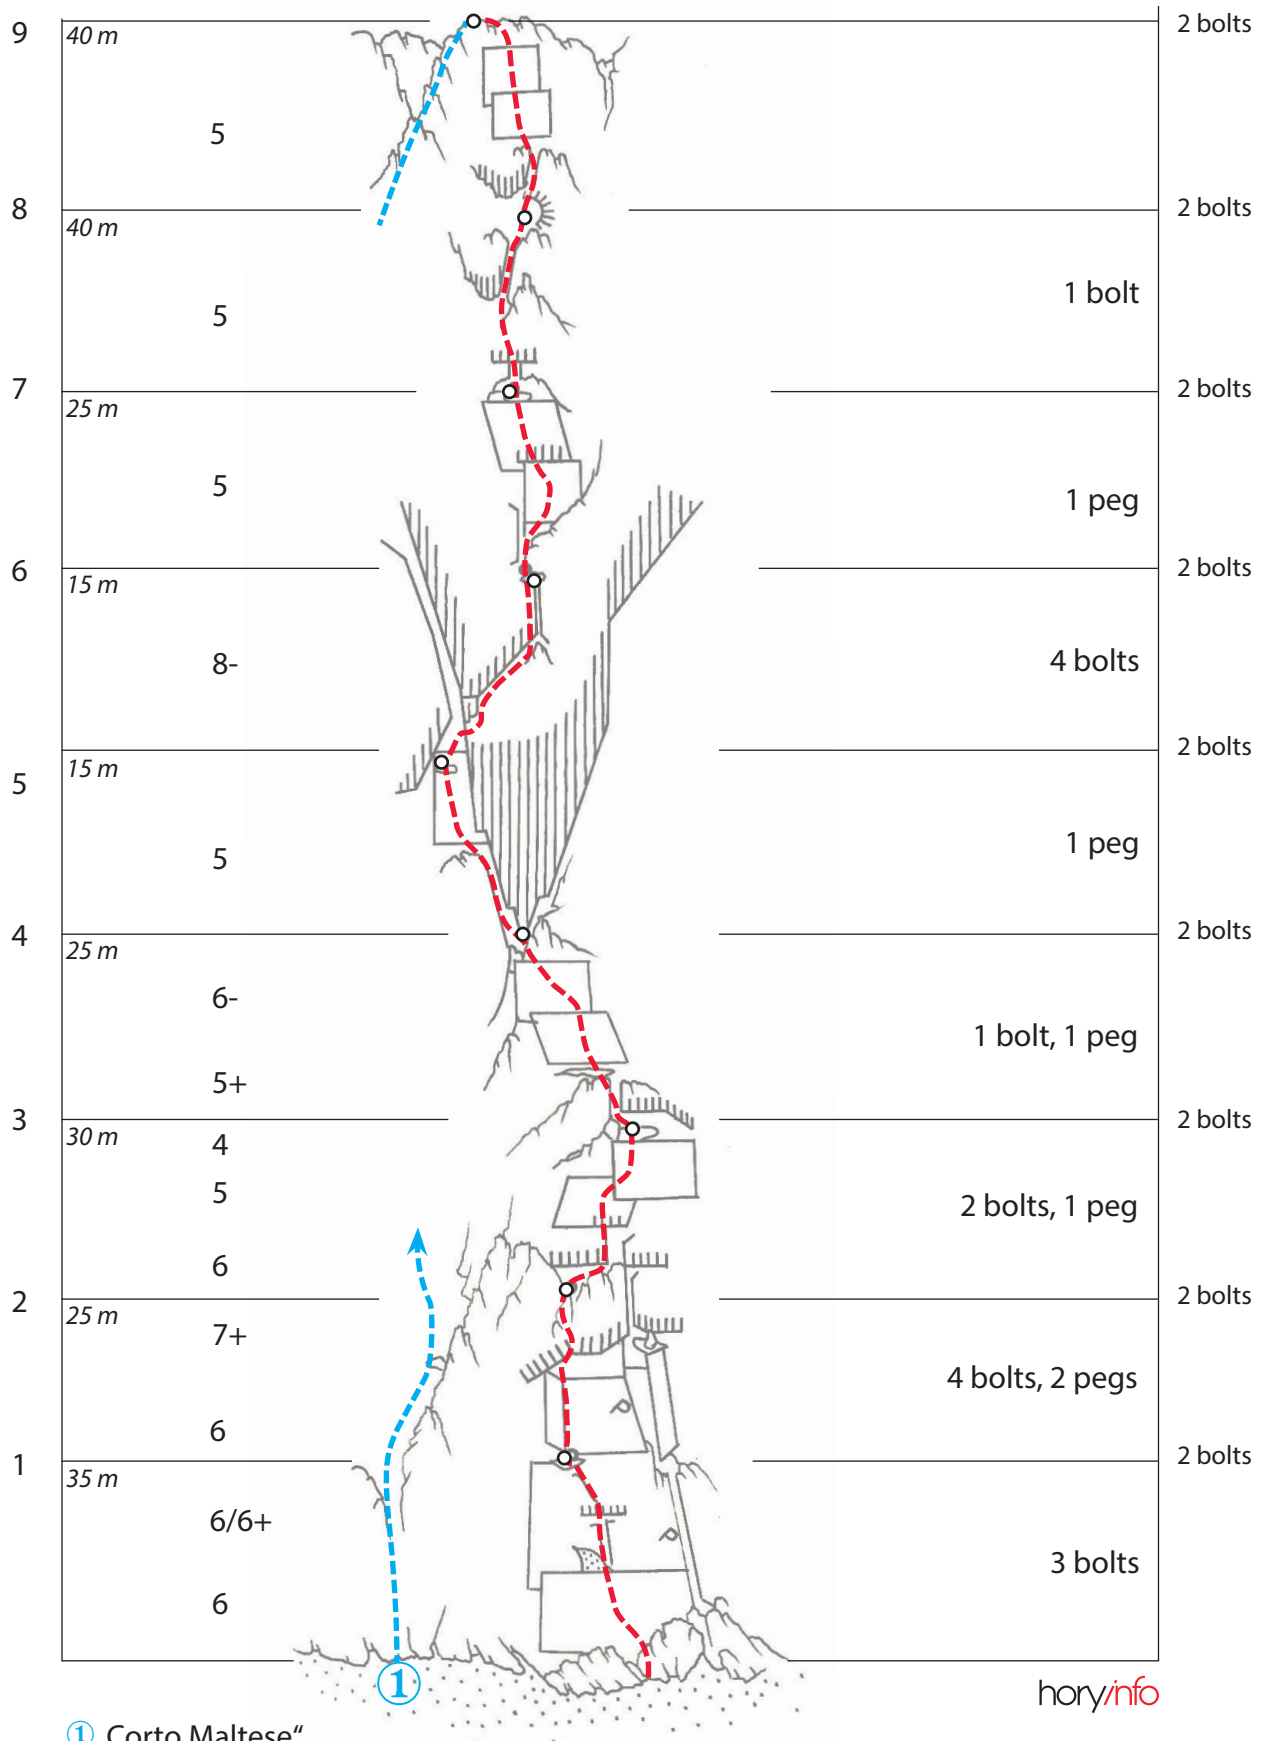 9 40 m 2 bolts
5
8 40 m 2 bolts
5 1 bolt
7 25 m 2 bolts
5 1 peg
6 15 m 2 bolts
8- 4 bolts
5 15 m 2 bolts
5 1 peg
4 25 m 2 bolts
6-
1 bolt, 1 peg
5+
3 30 m 2 bolts
4
5 2 bolts, 1 peg
6
2 25 m 2 bolts
7+
4 bolts, 2 pegs
6
1 35 m 2 bolts
6/6+
3 bolts
6
1
hory/info
① Corto Maltese“